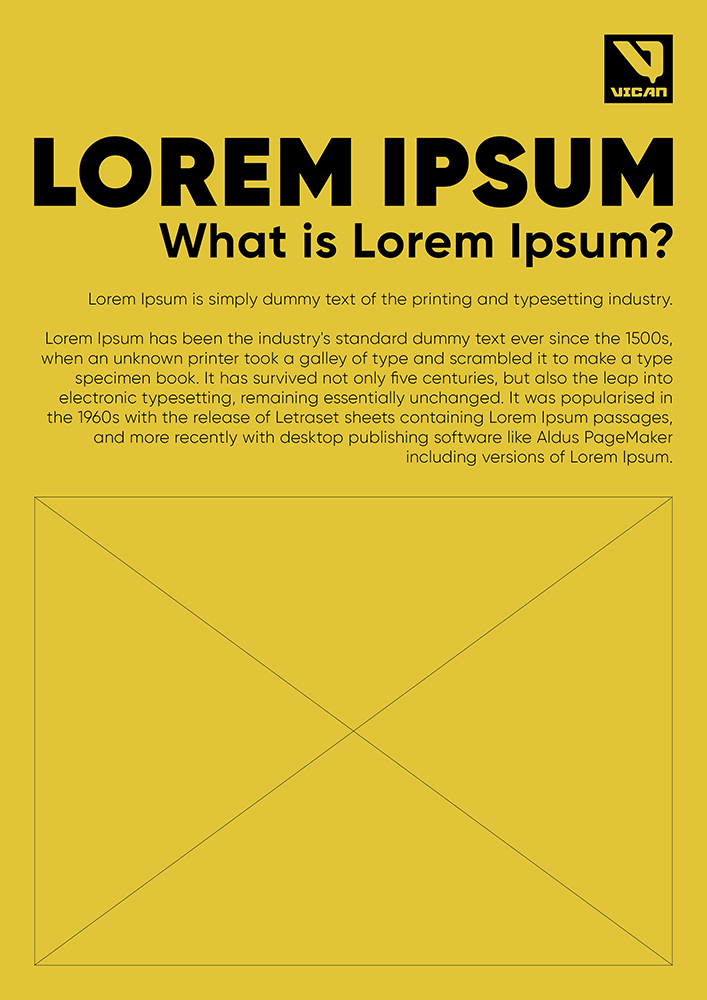 VICAN
LOREM IPSUM
What is Lorem Ipsum?
Lorem Ipsum is simply dummy text of the printing and typesetting industry.
Lorem Ipsum has been the industry's standard dummy text ever since the 1500s,
when an unknown printer took a galley of type and scrambled it to make a type
specimen book. It has survived not only five centuries, but also the leap into
electronic typesetting, remaining essentially unchanged. It was popularised in
the 1960s with the release of Letraset sheets containing Lorem Ipsum passages,
and more recently with desktop publishing software like Aldus PageMaker
including versions of Lorem Ipsum.